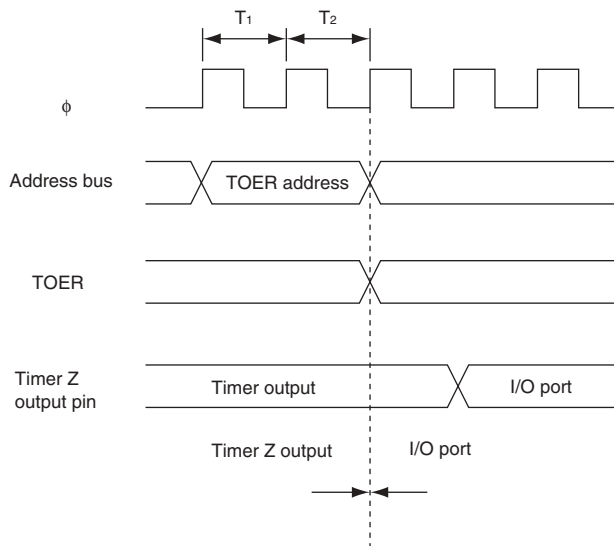 T1 T2
ϕ
Address bus
TOER address
TOER
Timer Z
output pin
Timer output
I/O port
Timer Z output
I/O port